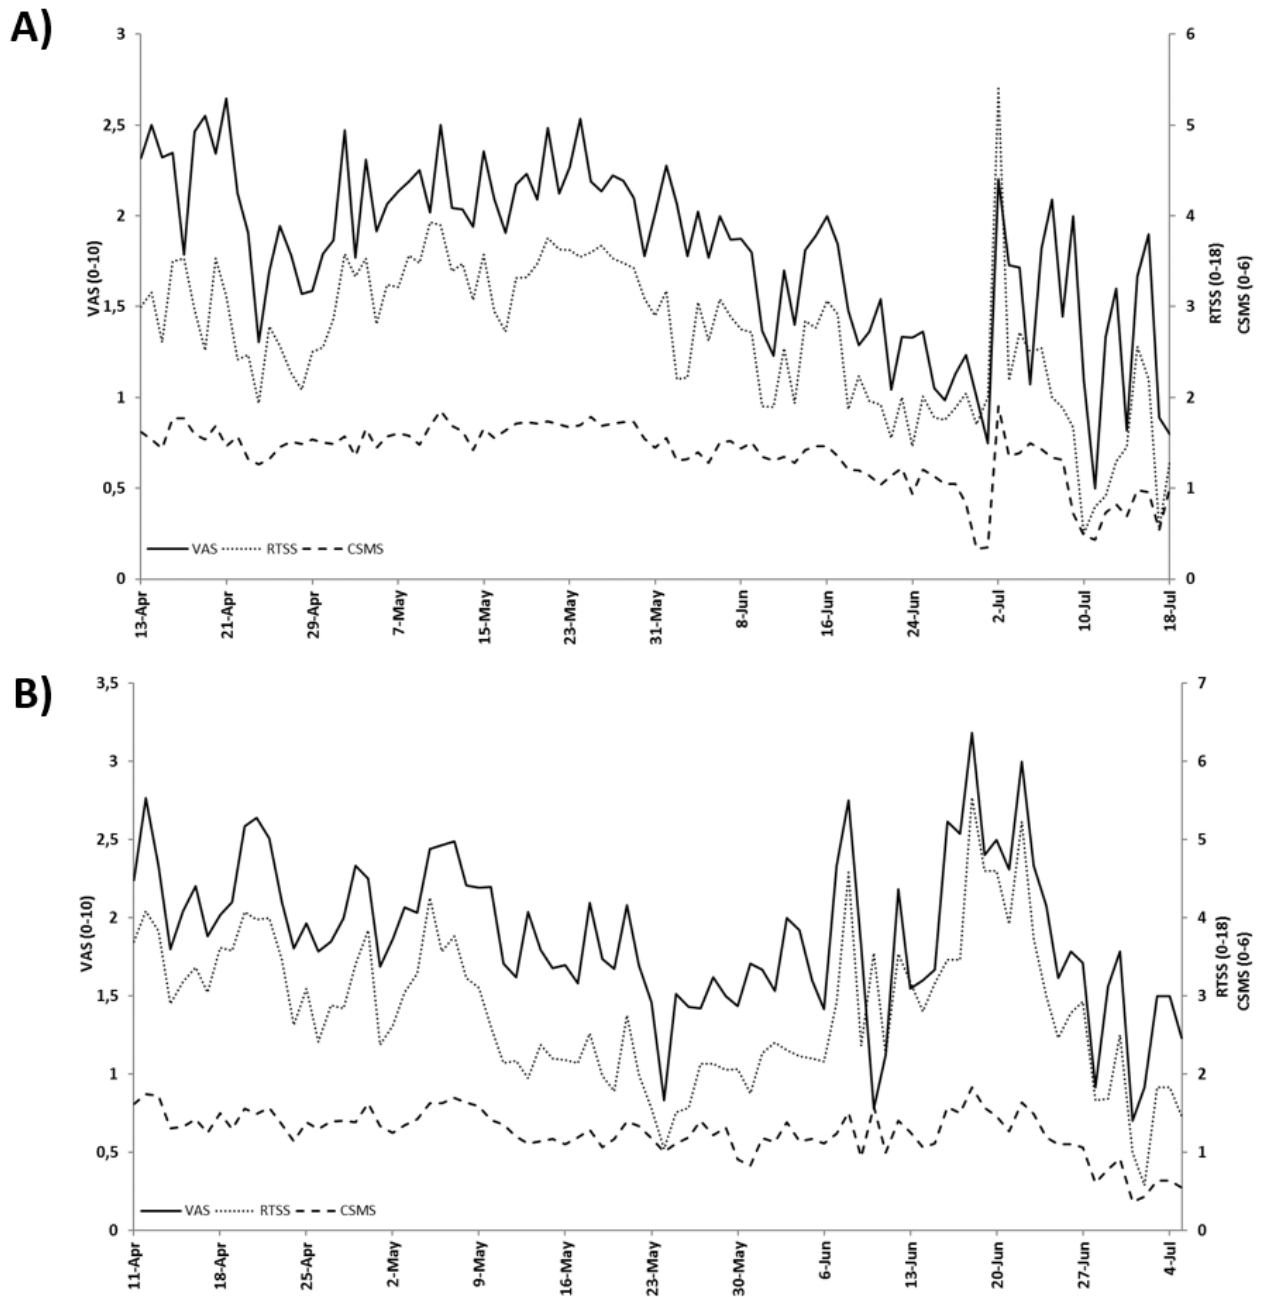 A)
3
2,5
2
1,5
1
0,5
0
VAS (0-10)
6
5
4
3
2
1
0
RTSS (0-18)
CSMS (0-6)
VAS RTSS CSMS
13-Apr
21-Apr
29-Apr
7-May
15-May
23-May
31-May
8-Jun
16-Jun
24-Jun
2-Jul
10-Jul
18-Jul
B)
3,5
3
2,5
2
1,5
1
0,5
0
VAS (0-10)
7
6
5
4
3
2
1
0
RTSS (0-18)
CSMS (0-6)
VAS RTSS CSMS
11-Apr
18-Apr
25-Apr
2-May
9-May
16-May
23-May
30-May
6-Jun
13-Jun
20-Jun
27-Jun
4-Jul